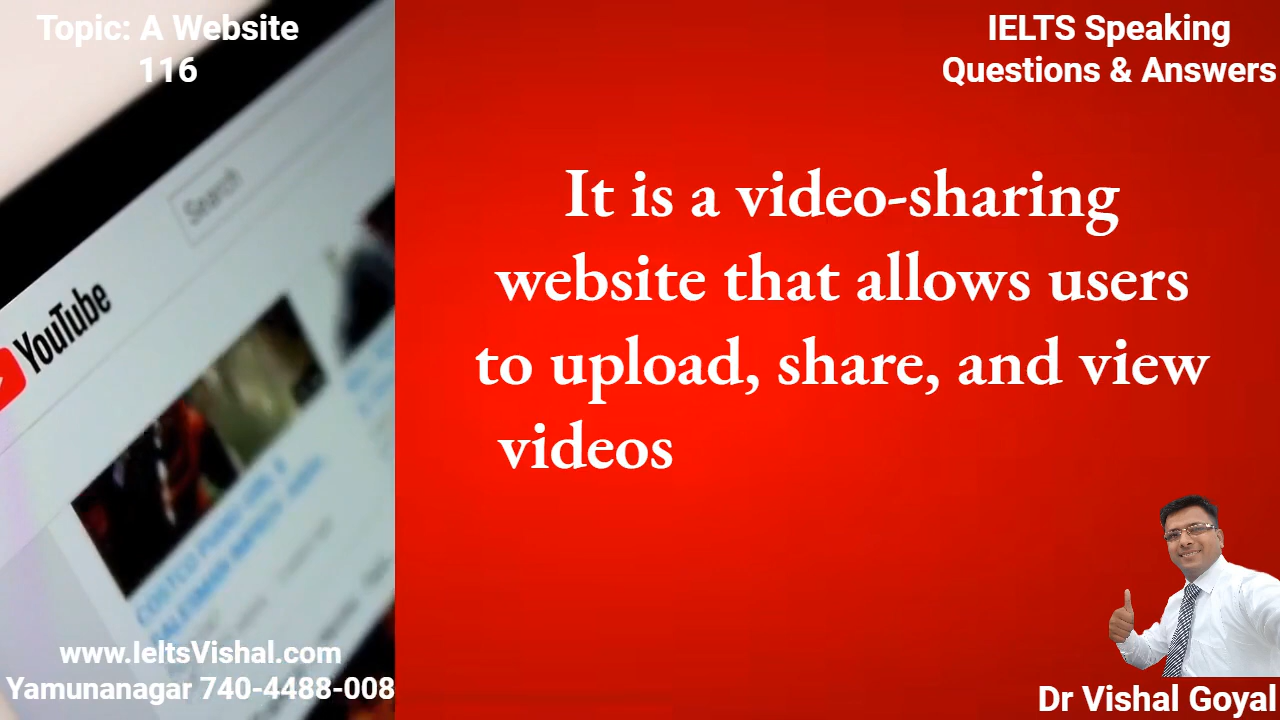 Topic: A Website
116
IELTS Speaking
Questions & Answers
Search
YouTube
It is a video-sharing
website that allows users
to upload, share, and view
videos
www.IeltsVishal.com
Yamunanagar 740-4488-008
Dr Vishal Goyal